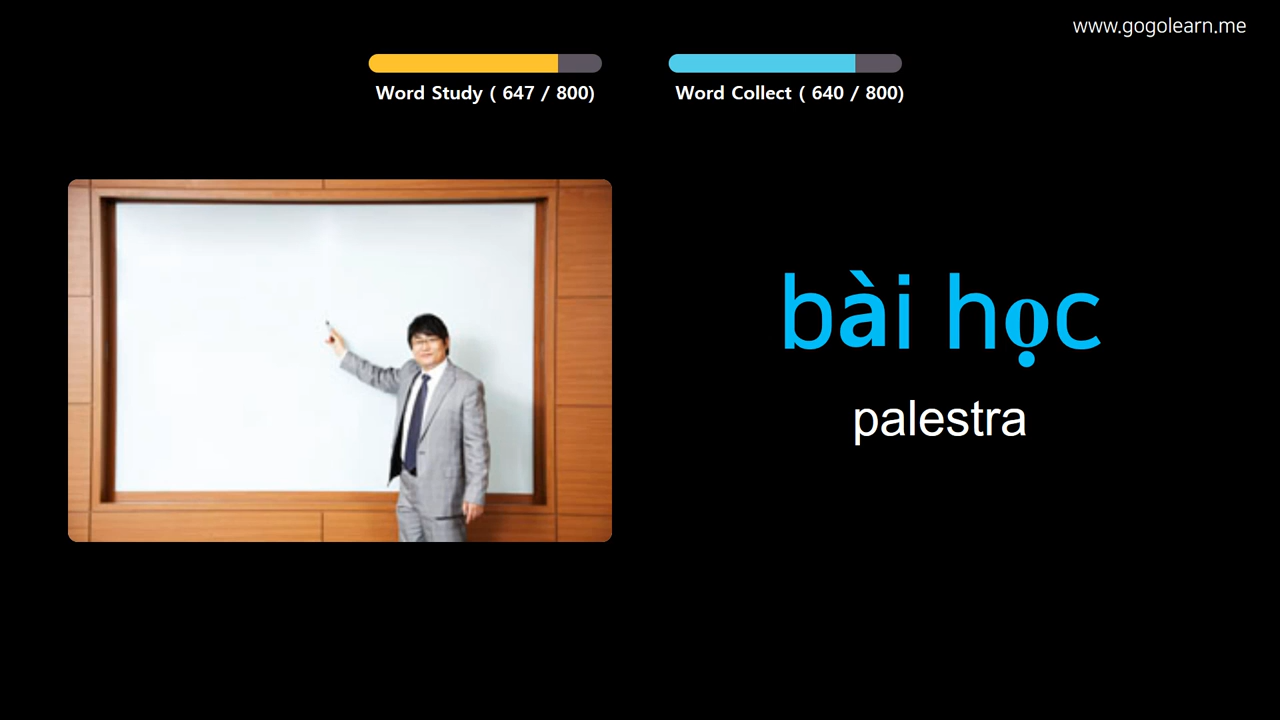 www.gogolearn.me
Word Study ( 647 / 800)
Word Collect ( 640 / 800)
bài học
palestra